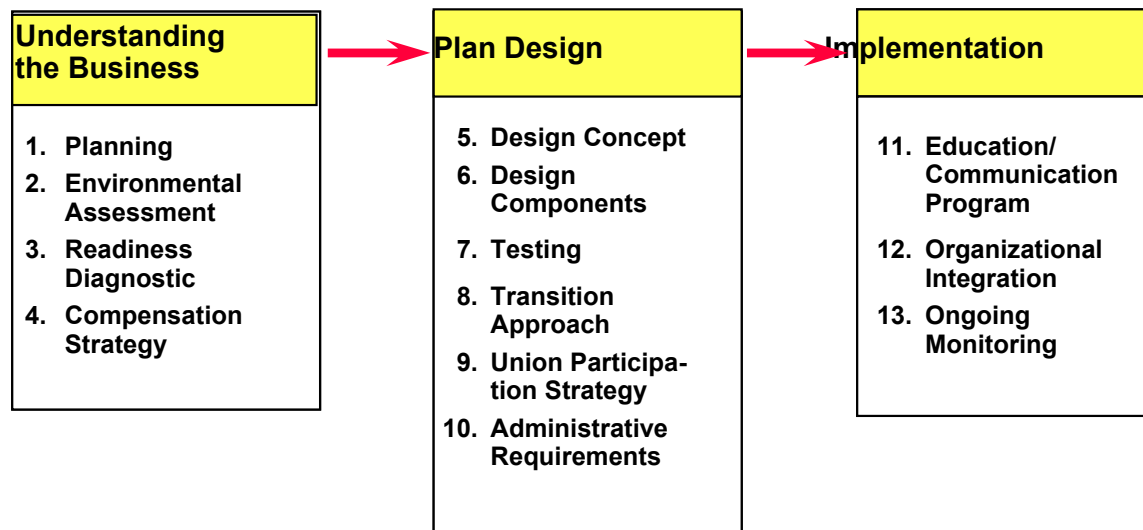 Understanding
the Business
1. Planning
2. Environmental
Assessment
3. Readiness
Diagnostic
4. Compensation
Strategy
Plan Design
5. Design Concept
6. Design
Components
7. Testing
8. Transition
Approach
9. Union Participa-
tion Strategy
10. Administrative
Requirements
Implementation
11. Education/
Communication
Program
12. Organizational
Integration
13. Ongoing
Monitoring